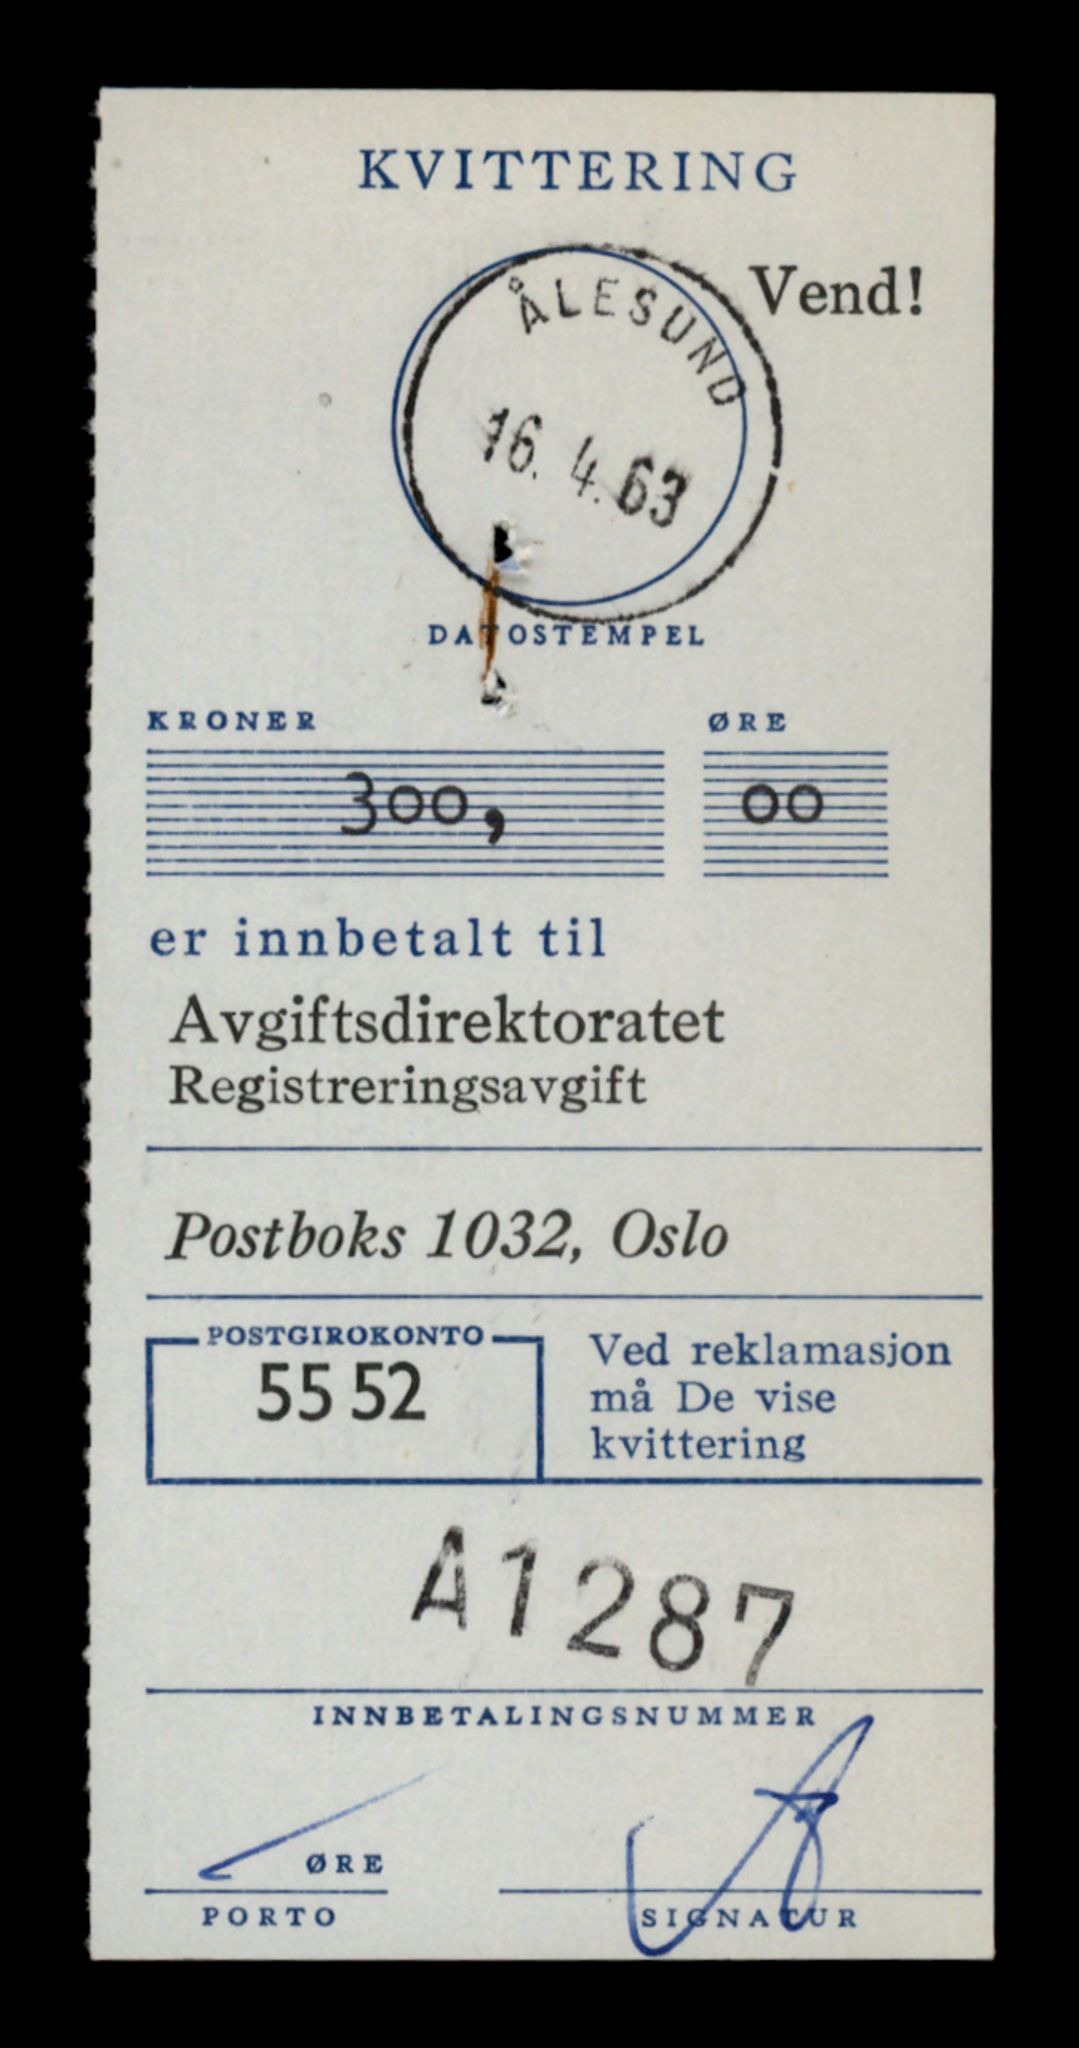 KVITTERING
Vend!
ÅLESUND
16. 4. 63
DATOSTEMPEL
KRONER ØRE
300, 00
er innbetalt til
Avgiftsdirektoratet
Registreringsavgift
Postboks 1032, Oslo
POSTGIROKONTO
55 52
Ved reklamasjon
må De vise
kvittering
A1287
INNBETALINGSNUMMER
ØRE
PORTO
SIGNATUR